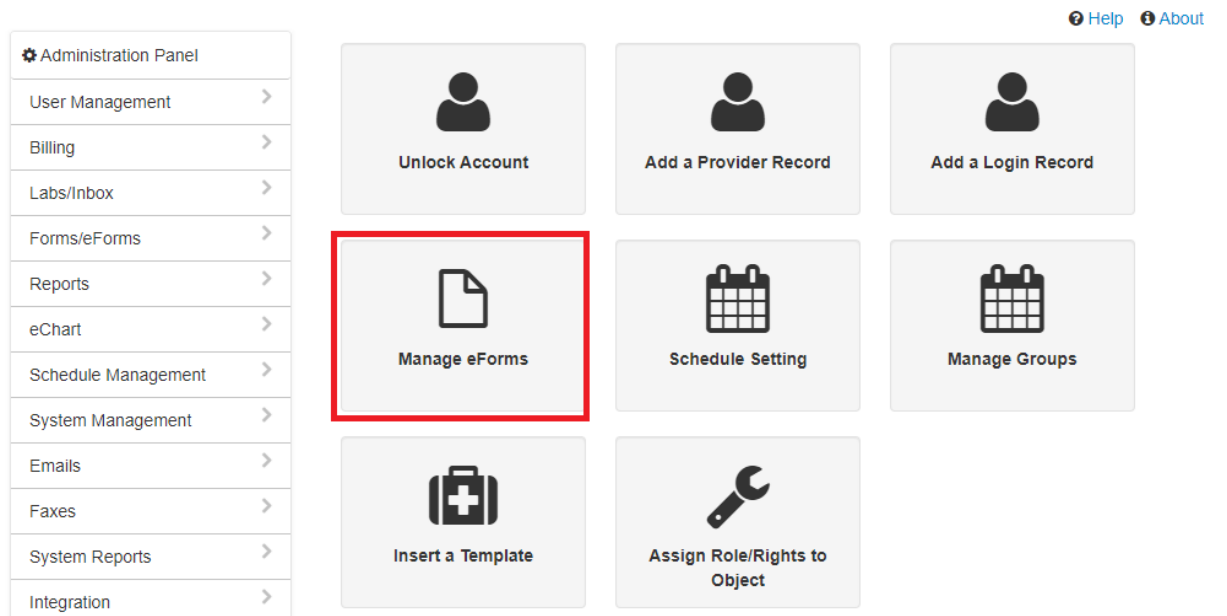 Help About
Administration Panel
User Management
Billing
Labs/Inbox
Forms/eForms
Reports
eChart
Schedule Management
System Management
Emails
Faxes
System Reports
Integration
Unlock Account
Add a Provider Record
Add a Login Record
Manage eForms
Schedule Setting
Manage Groups
Insert a Template
Assign Role/Rights to
Object